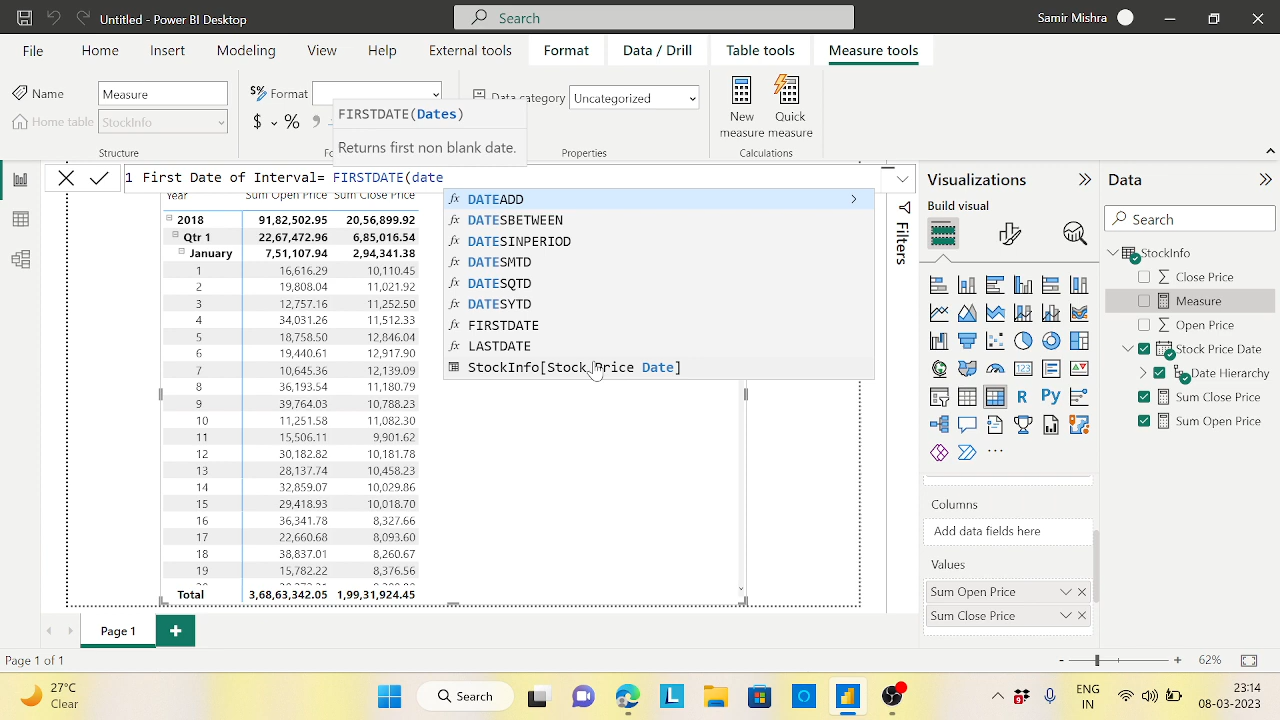 Untitled - Power BI Desktop
Search
Samir Mishra
File Home Insert Modeling View Help External tools Format Data / Drill Table tools Measure tools
Name Measure
Format
Data category Uncategorized
Home table StockInfo
$ % 9
New measure
Quick measure
Structure
Properties
Calculations
FIRSTDATE(Dates)
Returns first non blank date.
1 First Date of Interval= FIRSTDATE(date
DATEADD
DATESBETWEEN
DATESINPERIOD
DATESMTD
DATESQTD
DATESYTD
FIRSTDATE
LASTDATE
StockInfo[Stock Price Date]
Year Sum Open Price Sum Close Price
2018 91,82,502.95 20,56,899.92
Qtr 1 22,67,472.96 6,85,016.54
January 7,51,107.94 2,94,341.38
1 16,616.29 10,110.45
2 19,808.04 11,021.92
3 12,757.16 11,252.50
4 34,031.26 11,512.33
5 18,758.50 12,846.04
6 19,440.61 12,917.90
7 10,645.36 12,139.09
8 36,193.54 11,180.79
9 39,764.03 10,788.23
10 11,251.58 11,082.30
11 15,506.11 9,901.62
12 30,182.82 10,181.78
13 28,137.74 10,458.23
14 32,859.07 10,029.86
15 29,418.93 10,018.70
16 36,341.78 8,327.66
17 22,660.68 8,093.60
18 38,837.01 8,260.67
19 15,782.22 8,376.56
Total 3,68,63,342.05 1,99,31,924.45
Filters
Visualizations
Build visual
Columns
Add data fields here
Values
Sum Open Price
Sum Close Price
Data
Search
StockInfo
Close Price
Measure
Open Price
Stock Price Date
Date Hierarchy
Sum Close Price
Sum Open Price
Page 1
Page 1 of 1
62%
27°C
Clear
Search
ENG
IN
23:14
08-03-2023